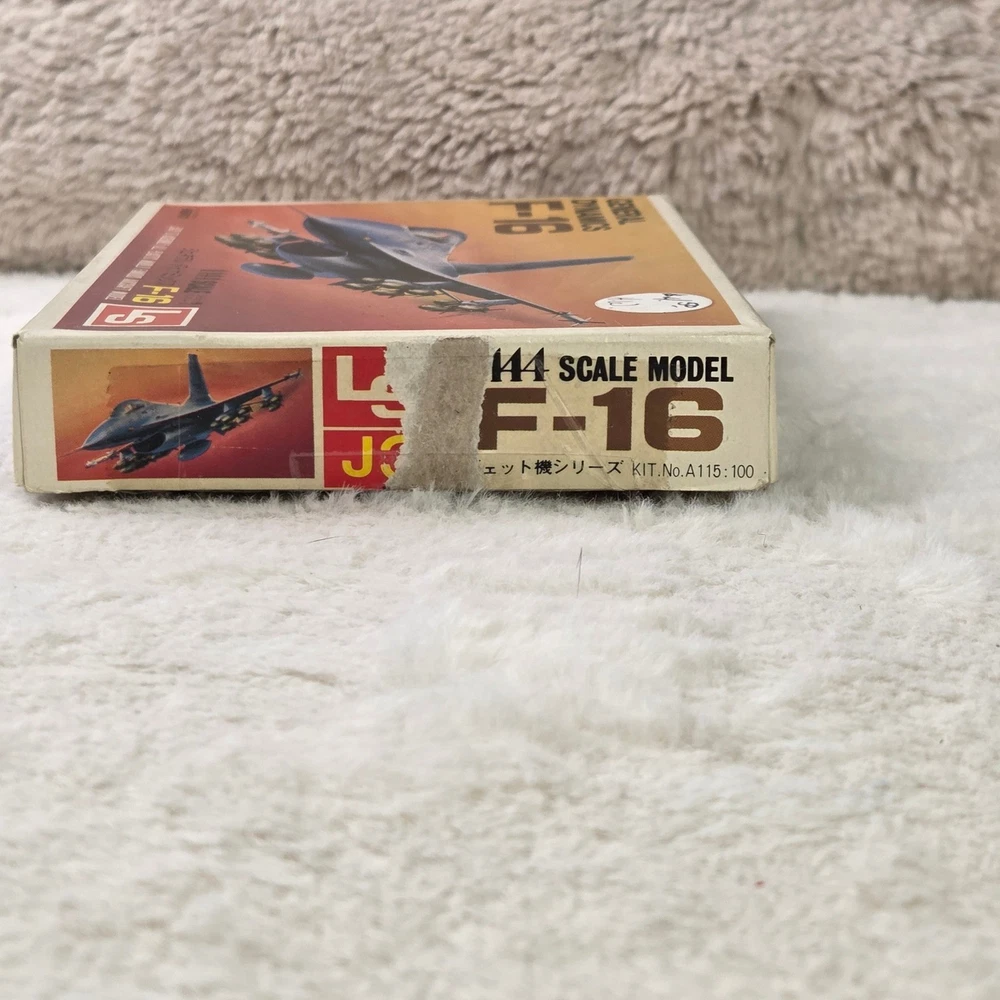 GENERAL
DYNAMICS
F-16
F-16
LS
LS
J3
144 SCALE MODEL
F-16
ェット機シリーズ KIT.No.A115:100